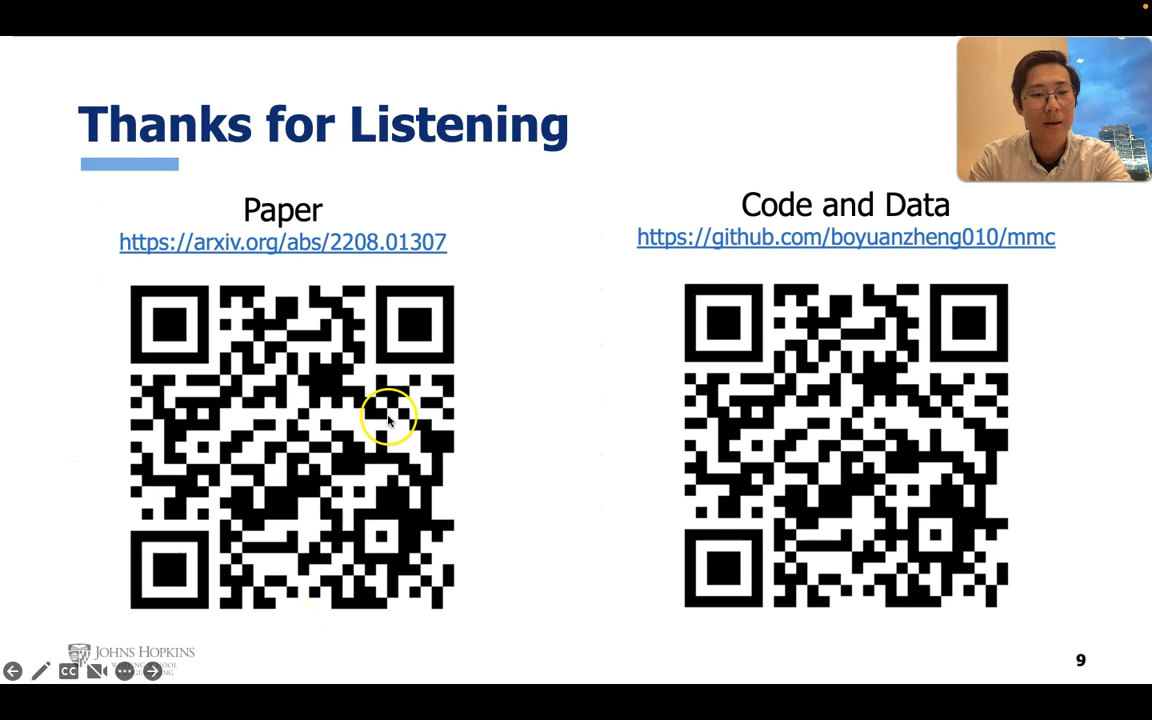 Thanks for Listening
Paper
https://arxiv.org/abs/2208.01307
Code and Data
https://github.com/boyuanzheng010/mmc
JOHNS HOPKINS
CC
9